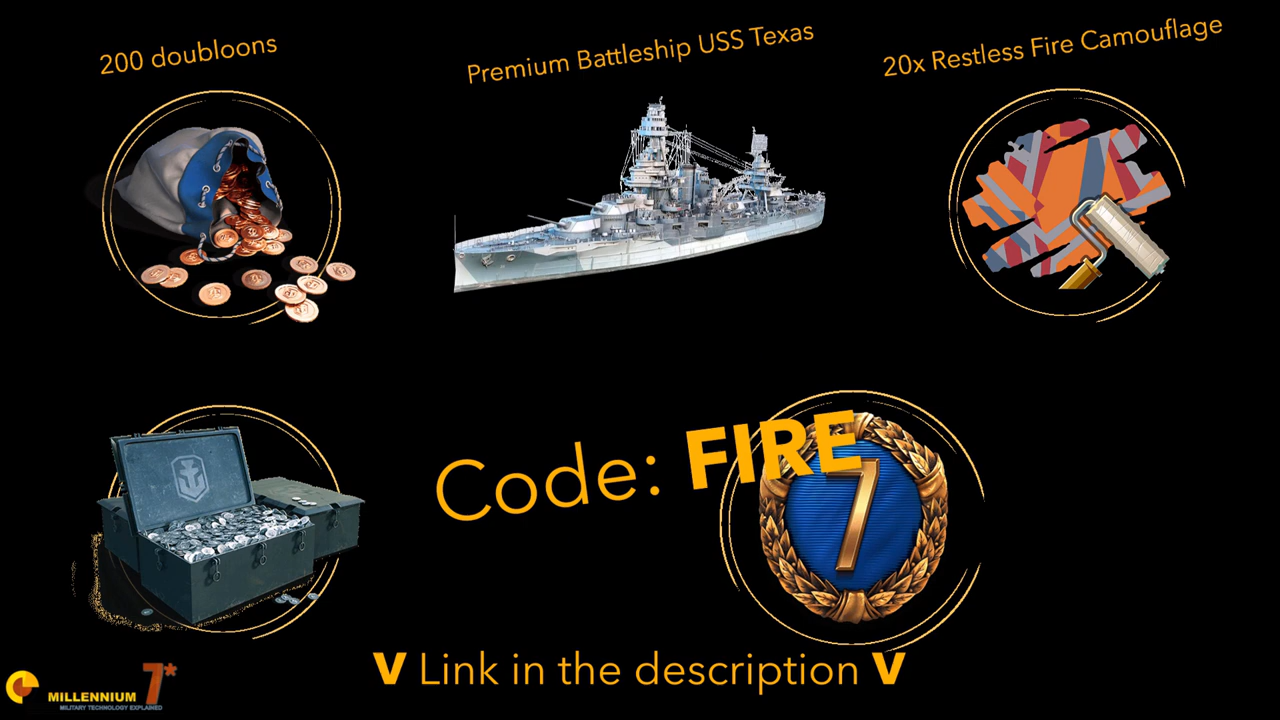 200 doubloons
Premium Battleship USS Texas
20x Restless Fire Camouflage
Code: FIRE
7
V Link in the description V
MILLENNIUM 7*
MILITARY TECHNOLOGY EXPLAINED